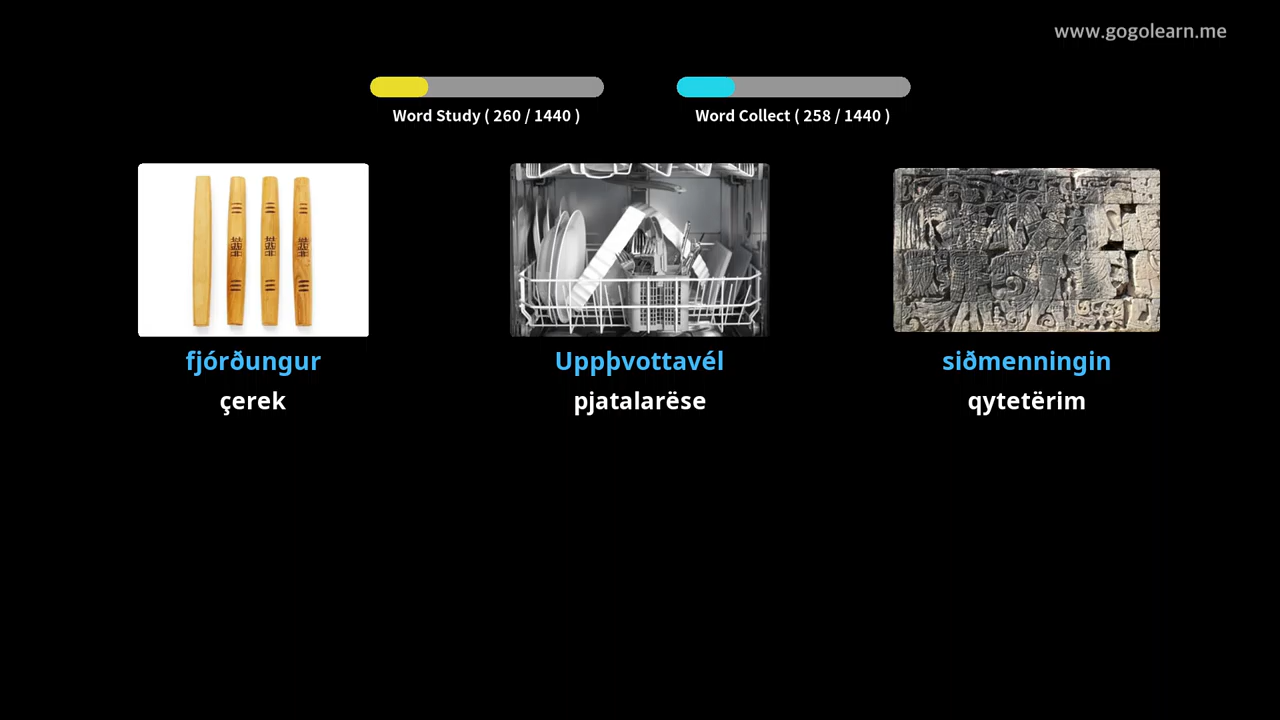 www.gogolearn.me
Word Study ( 260 / 1440 )
Word Collect ( 258 / 1440 )
fjórðungur
Uppþvottavél
siðmenningin
çerek
pjatalarëse
qytetërim